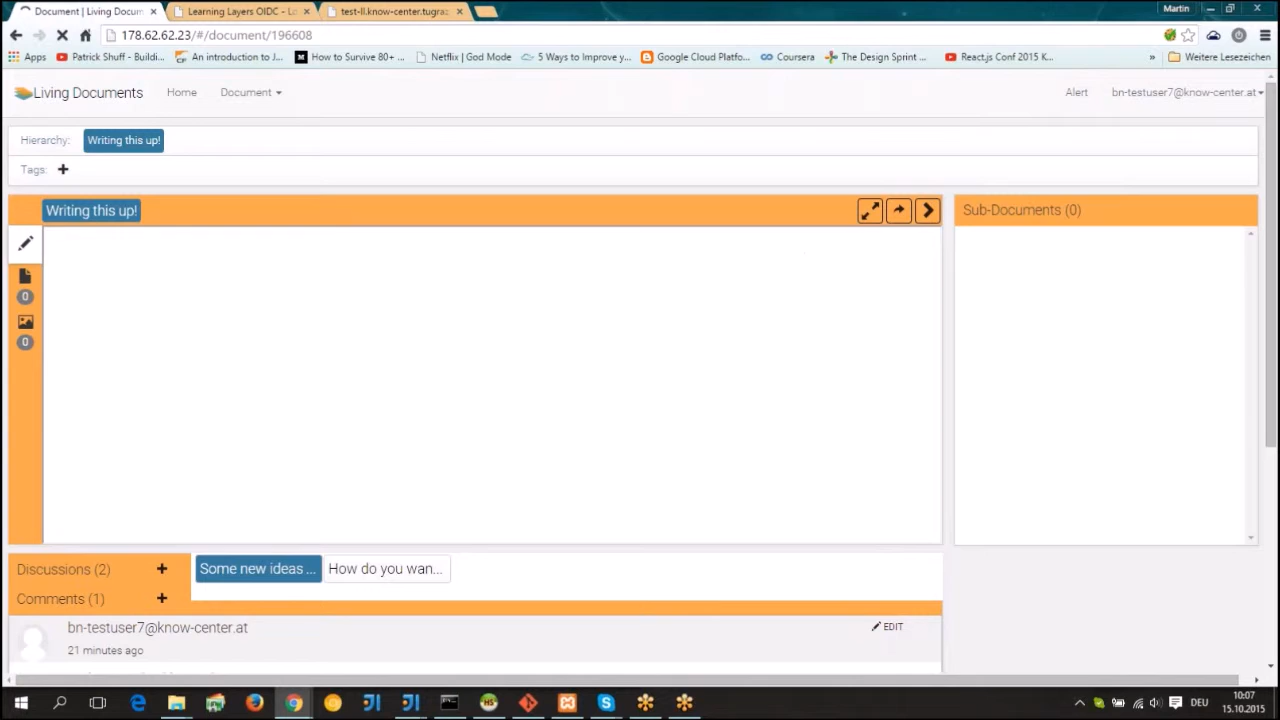 Document | Living Docum
Learning Layers OIDC - Lo
test-ll.know-center.tugraz
Martin
178.62.62.23/#/document/196608
Apps
Patrick Shuff - Buildi...
An introduction to J...
How to Survive 80+ ...
Netflix | God Mode
5 Ways to Improve y...
Google Cloud Platfo...
Coursera
The Design Sprint ...
React.js Conf 2015 K...
»
Weitere Lesezeichen
Living Documents
Home
Document
Alert
bn-testuser7@know-center.at
Hierarchy:
Writing this up!
Tags:
Writing this up!
Sub-Documents (0)
0
0
Discussions (2)
Some new ideas ...
How do you wan...
Comments (1)
bn-testuser7@know-center.at
EDIT
21 minutes ago
DEU
10:07
15.10.2015